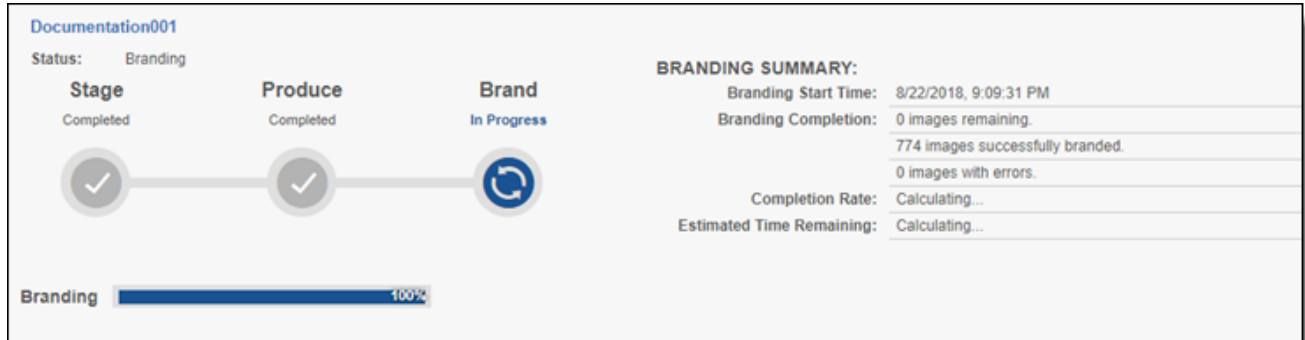 Documentation001
Status: Branding
Stage Produce Brand
Completed Completed In Progress
BRANDING SUMMARY:
Branding Start Time: 8/22/2018, 9:09:31 PM
Branding Completion: 0 images remaining.
774 images successfully branded.
0 images with errors.
Completion Rate: Calculating...
Estimated Time Remaining: Calculating...
Branding 100%